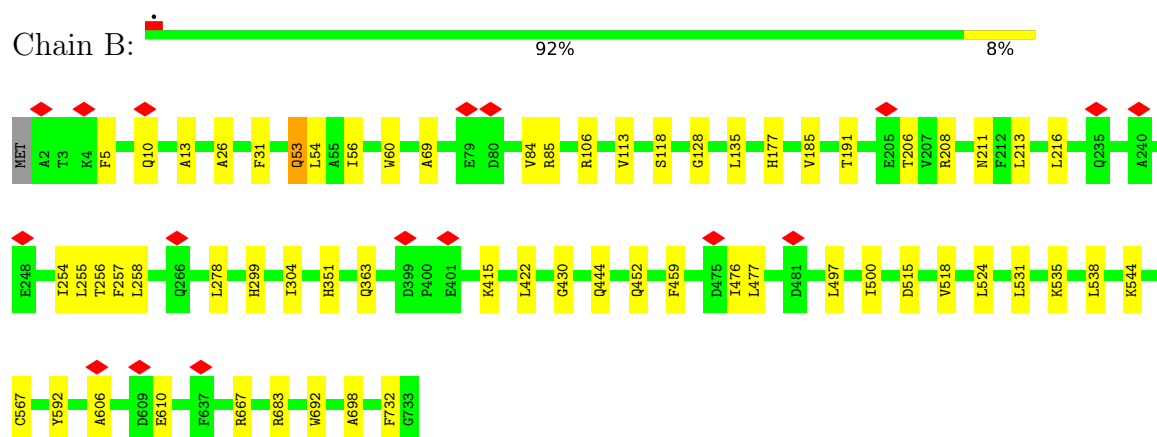 Chain B:
92% 8%
MET A2 T3 K4 F5 Q10 A13 A26 F31 Q53 L54 A55 I56 W60 A69 E79 D80 V84 R85 R106 V113 S118 G128 L135 H177 V185 T191 E205 T206 V207 R208 N211 F212 L213 L216 Q235 A240
E248 I254 L255 T256 F257 L258 Q266 L278 H299 I304 H351 Q363 D399 P400 E401 K415 L422 G430 Q444 Q452 F459 D475 I476 L477 D481 L497 I500 D515 V518 L524 L531 K535 L538 K544
C567 Y592 A606 D609 E610 F637 R667 R683 W692 A698 F732 G733